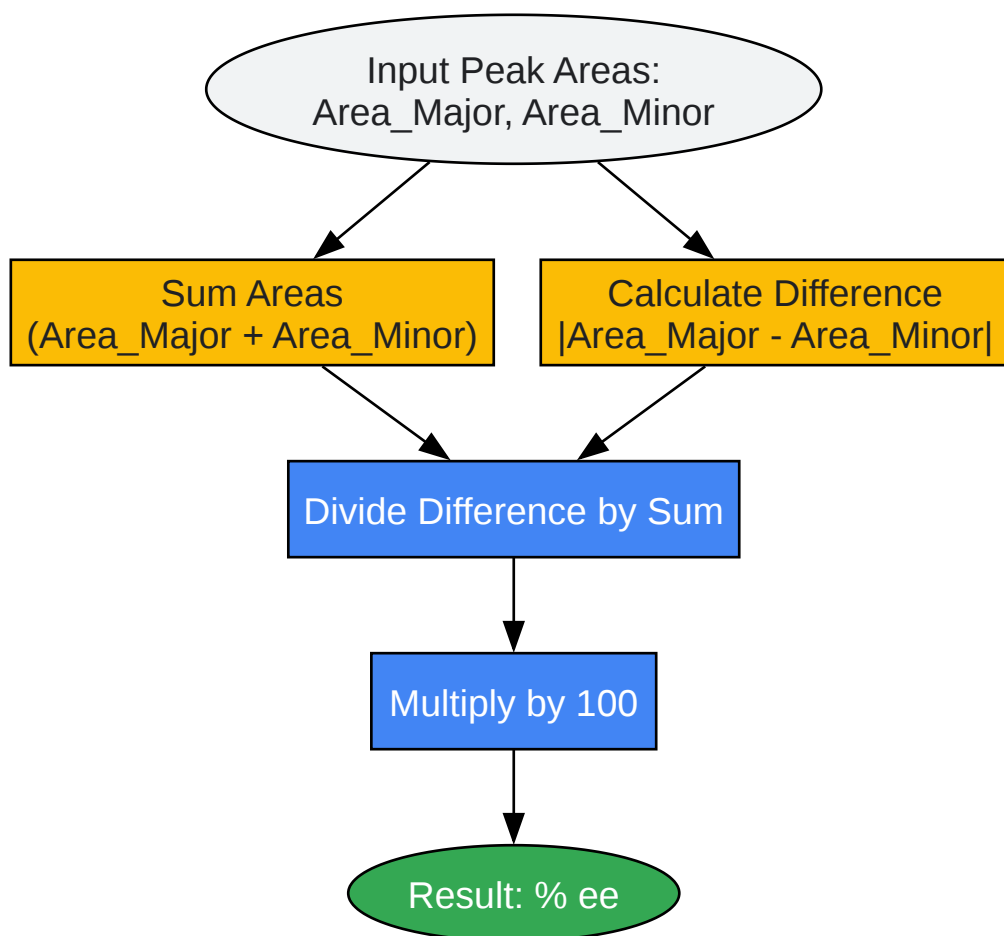 Input Peak Areas:
Area_Major, Area_Minor
Sum Areas
(Area_Major + Area_Minor)
Calculate Difference
|Area_Major - Area_Minor|
Divide Difference by Sum
Multiply by 100
Result: % ee